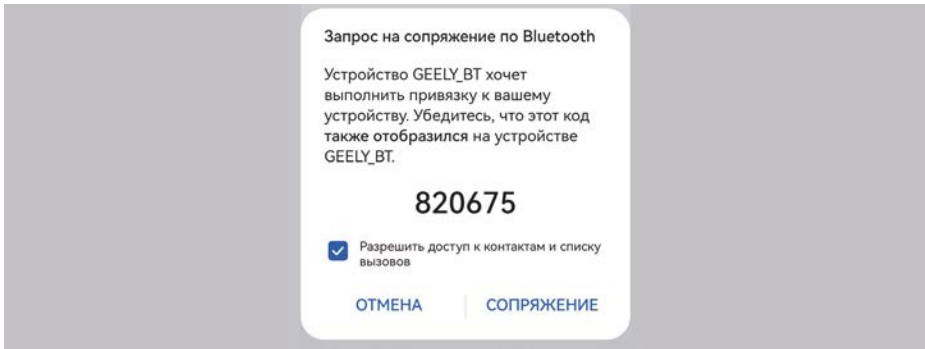 Запрос на сопряжение по Bluetooth
Устройство GEELY_BT хочет
выполнить привязку к вашему
устройству. Убедитесь, что этот код
также отобразился на устройстве
GEELY_BT.
820675
Разрешить доступ к контактам и списку
вызовов
ОТМЕНА СОПРЯЖЕНИЕ